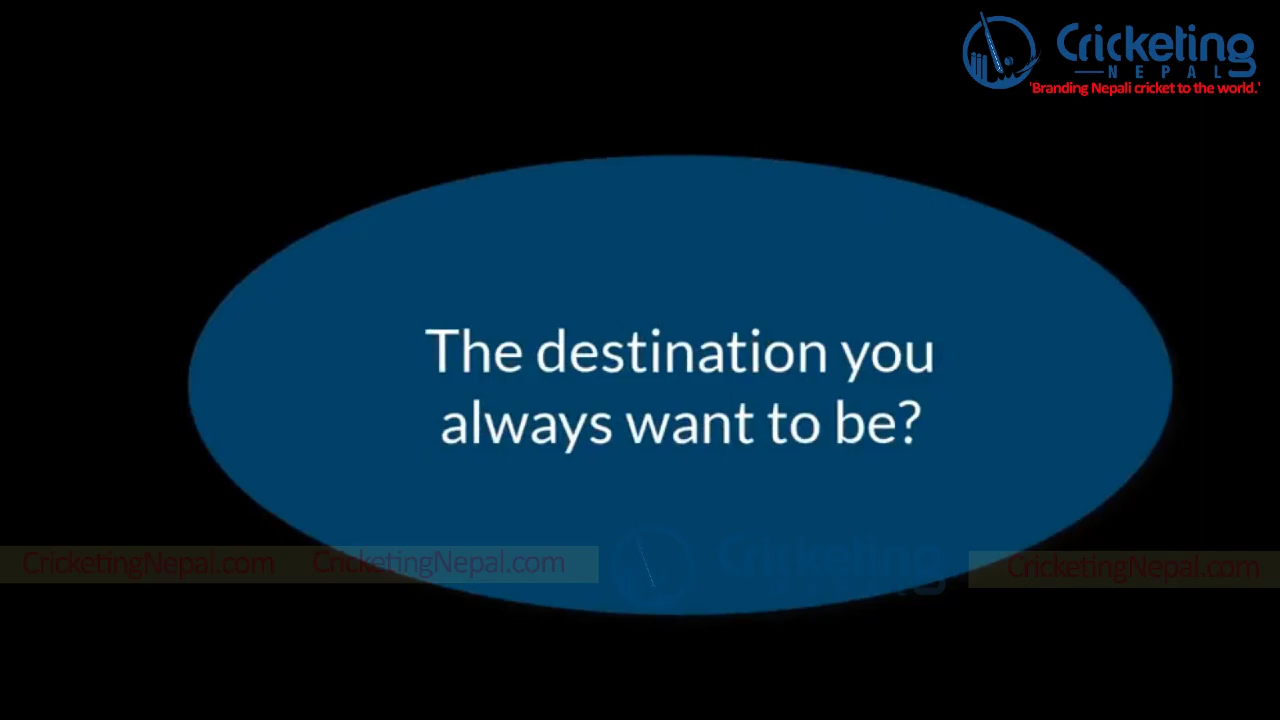 Cricketing
NEPAL
'Branding Nepali cricket to the world.'
The destination you
always want to be?
CricketingNepal.com
CricketingNepal.com
Cricketing
CricketingNepal.com